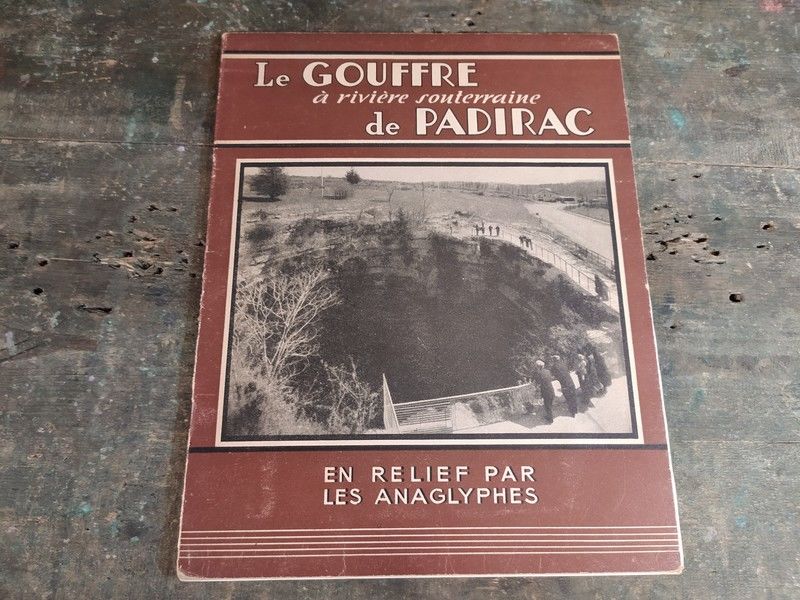 Le GOUFFRE
à rivière souterraine
de PADIRAC
EN RELIEF PAR
LES ANAGLYPHES